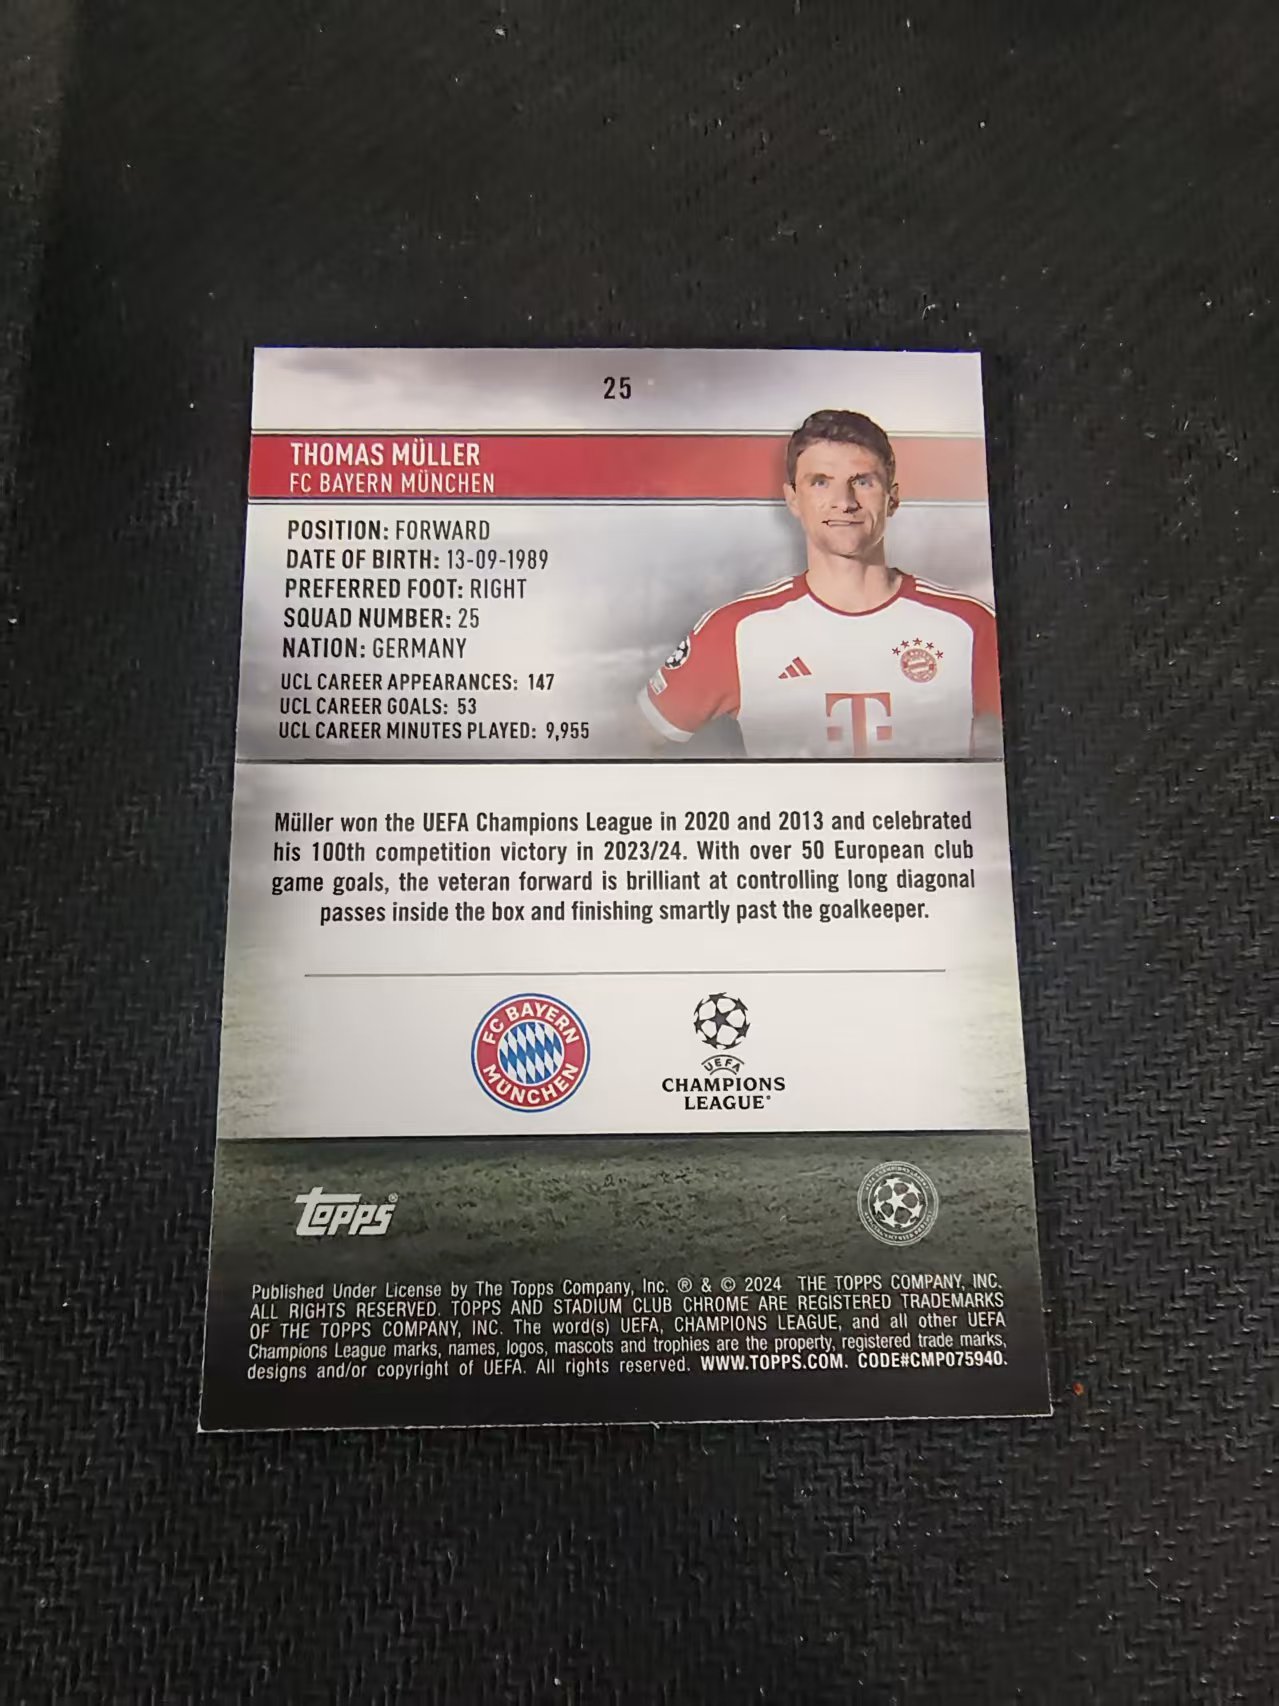 25
THOMAS MÜLLER
FC BAYERN MÜNCHEN
POSITION: FORWARD
DATE OF BIRTH: 13-09-1989
PREFERRED FOOT: RIGHT
SQUAD NUMBER: 25
NATION: GERMANY
UCL CAREER APPEARANCES: 147
UCL CAREER GOALS: 53
UCL CAREER MINUTES PLAYED: 9,955
T
Müller won the UEFA Champions League in 2020 and 2013 and celebrated
his 100th competition victory in 2023/24. With over 50 European club
game goals, the veteran forward is brilliant at controlling long diagonal
passes inside the box and finishing smartly past the goalkeeper.
FC BAYERN
MÜNCHEN
UEFA
CHAMPIONS
LEAGUE®
Topps®
Published Under License by The Topps Company, Inc. ® & © 2024 THE TOPPS COMPANY, INC.
ALL RIGHTS RESERVED. TOPPS AND STADIUM CLUB CHROME ARE REGISTERED TRADEMARKS
OF THE TOPPS COMPANY, INC. The word(s) UEFA, CHAMPIONS LEAGUE, and all other UEFA
Champions League marks, names, logos, mascots and trophies are the property, registered trade marks,
designs and/or copyright of UEFA. All rights reserved. WWW.TOPPS.COM. CODE#CMP075940.